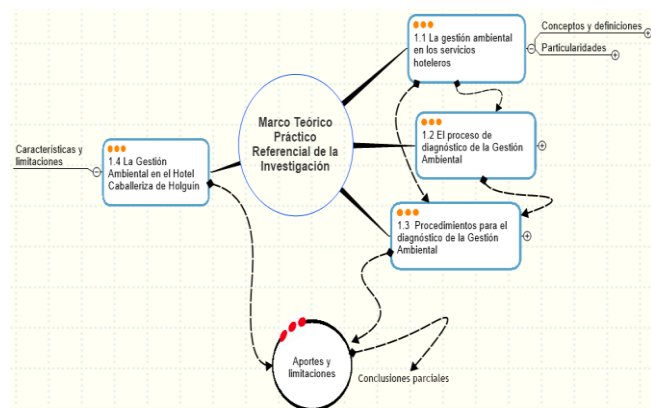 Marco Teórico
Práctico
Referencial de la
Investigación
1.1 La gestión ambiental
en los servicios
hoteleros
Conceptos y definiciones
Particularidades
1.2 El proceso de
diagnóstico de la Gestión
Ambiental
1.3 Procedimientos para el
diagnóstico de la Gestión
Ambiental
Características y
limitaciones
1.4 La Gestión
Ambiental en el Hotel
Caballeriza de Holguín
Aportes y
limitaciones
Conclusiones parciales